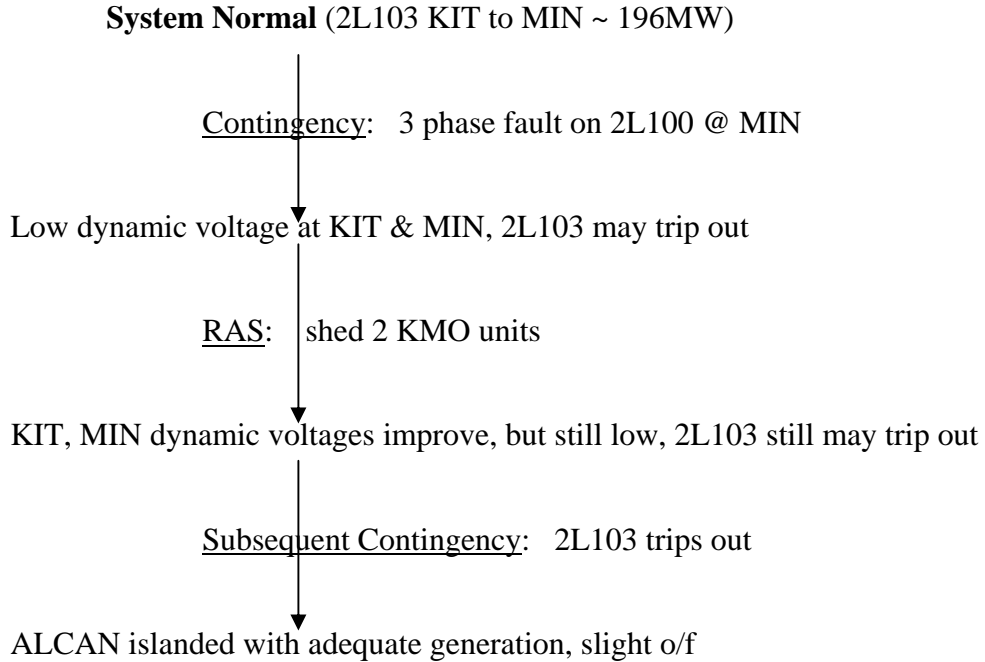 System Normal (2L103 KIT to MIN ~ 196MW)
Contingency: 3 phase fault on 2L100 @ MIN
Low dynamic voltage at KIT & MIN, 2L103 may trip out
RAS: shed 2 KMO units
KIT, MIN dynamic voltages improve, but still low, 2L103 still may trip out
Subsequent Contingency: 2L103 trips out
ALCAN islanded with adequate generation, slight o/f